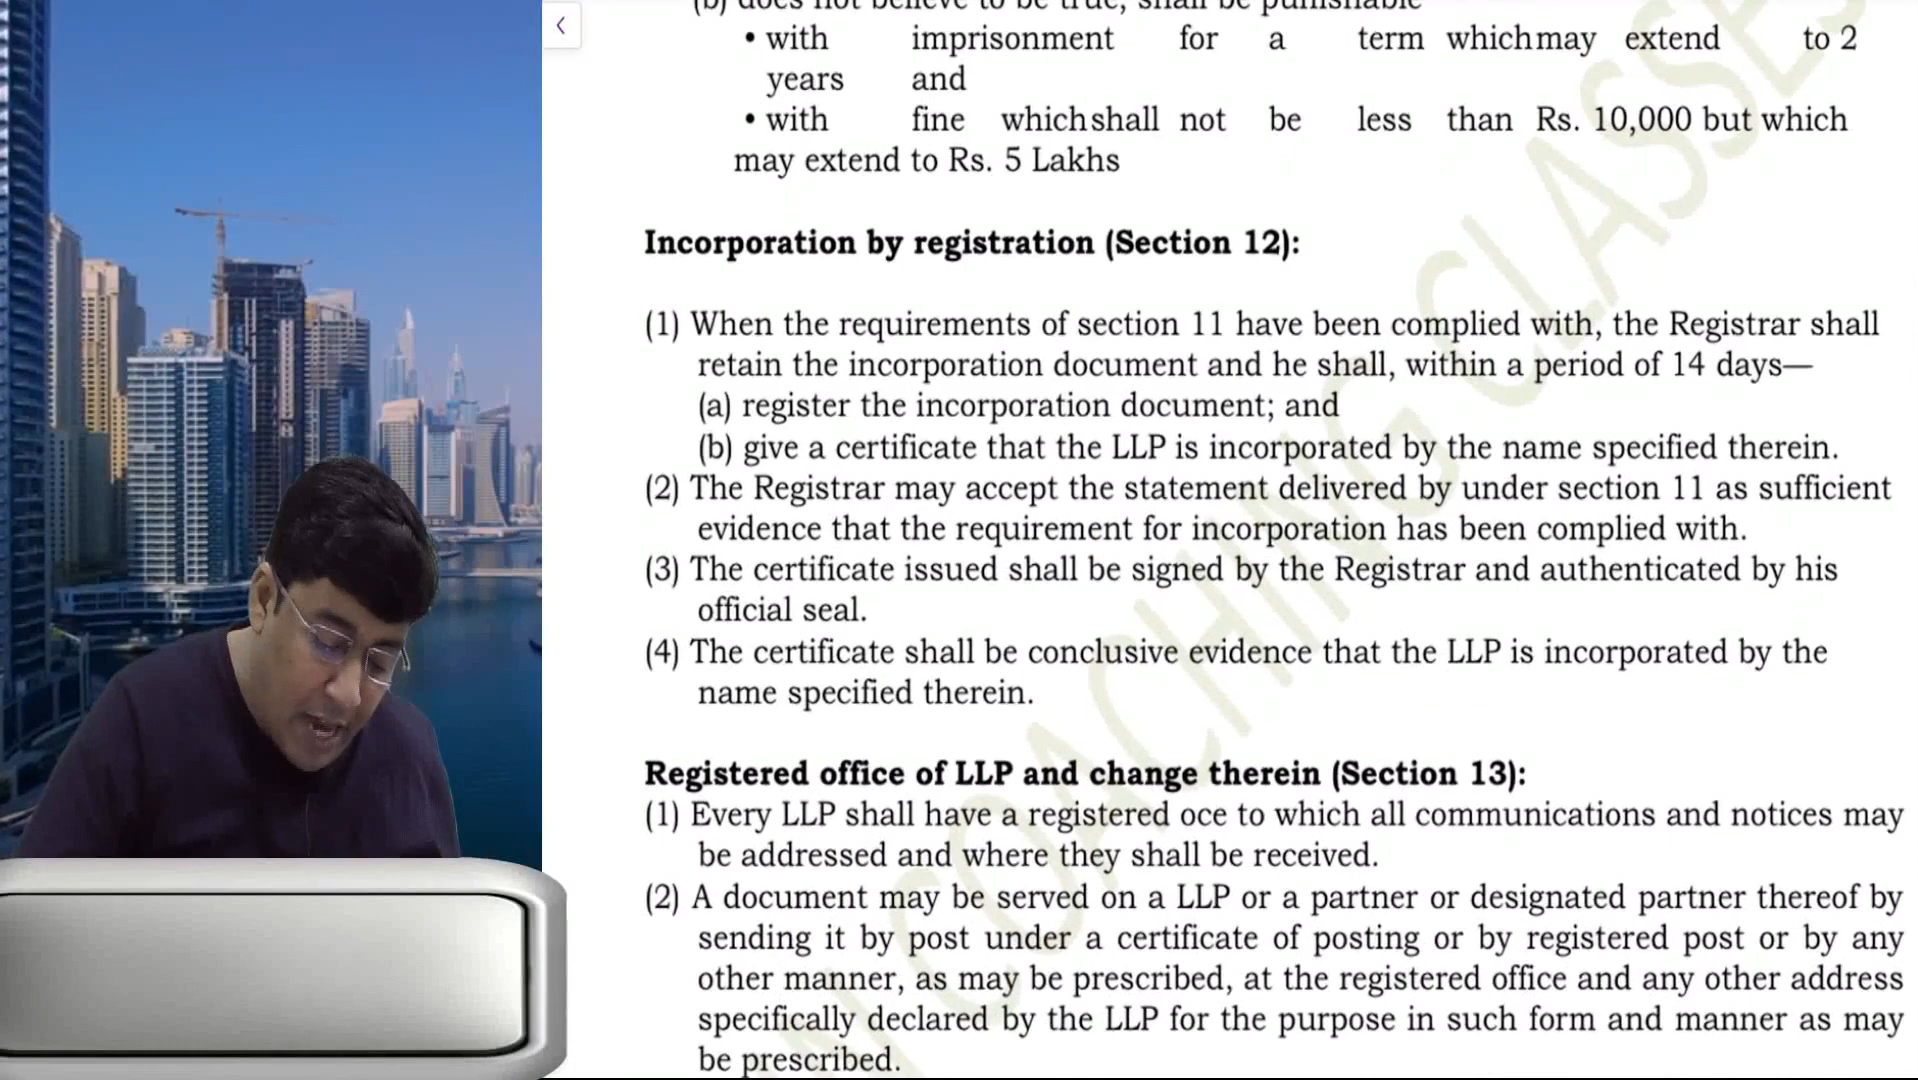 (b) does not believe to be true, shall be punishable
• with imprisonment for a term which may extend to 2
years and
• with fine which shall not be less than Rs. 10,000 but which
may extend to Rs. 5 Lakhs
Incorporation by registration (Section 12):
(1) When the requirements of section 11 have been complied with, the Registrar shall
retain the incorporation document and he shall, within a period of 14 days—
(a) register the incorporation document; and
(b) give a certificate that the LLP is incorporated by the name specified therein.
(2) The Registrar may accept the statement delivered by under section 11 as sufficient
evidence that the requirement for incorporation has been complied with.
(3) The certificate issued shall be signed by the Registrar and authenticated by his
official seal.
(4) The certificate shall be conclusive evidence that the LLP is incorporated by the
name specified therein.
Registered office of LLP and change therein (Section 13):
(1) Every LLP shall have a registered oce to which all communications and notices may
be addressed and where they shall be received.
(2) A document may be served on a LLP or a partner or designated partner thereof by
sending it by post under a certificate of posting or by registered post or by any
other manner, as may be prescribed, at the registered office and any other address
specifically declared by the LLP for the purpose in such form and manner as may
be prescribed.
N COACHING CLASSES